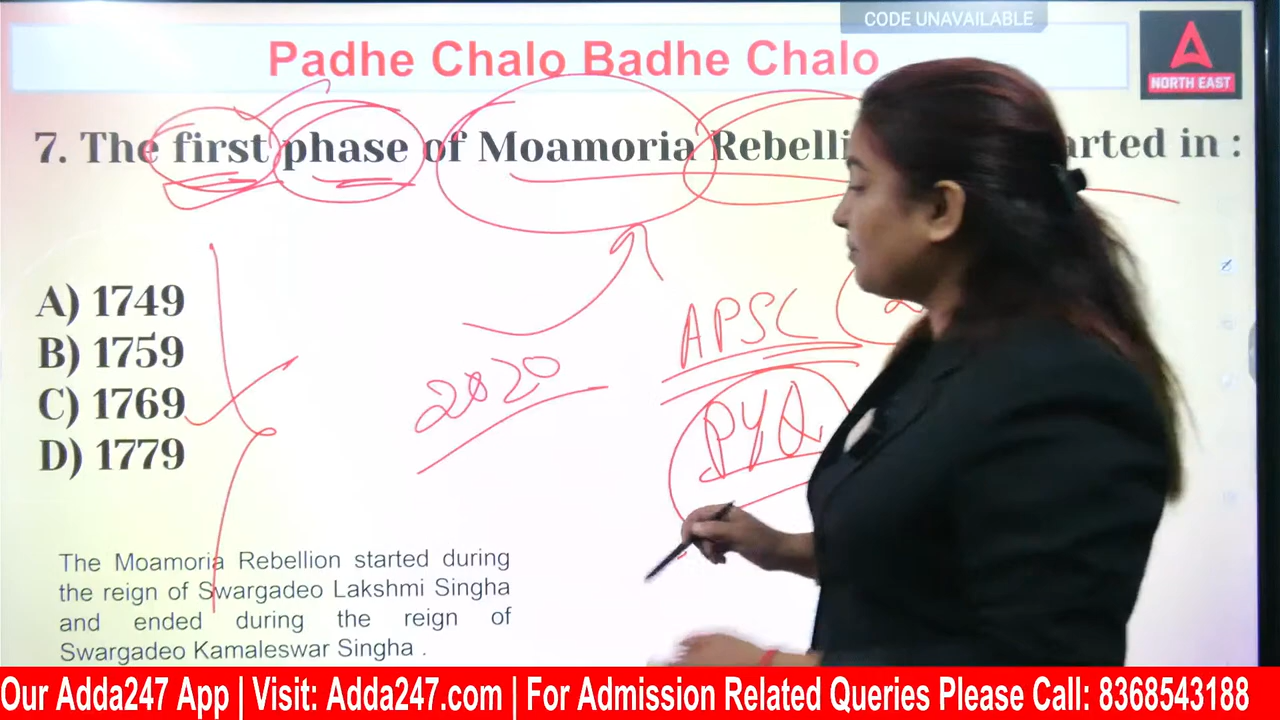 CODE UNAVAILABLE
Padhe Chalo Badhe Chalo
NORTH EAST
7. The first phase of Moamoria Rebelli arted in :
A) 1749
B) 1759
C) 1769
D) 1779
APSC
2020
PYQ
The Moamoria Rebellion started during
the reign of Swargadeo Lakshmi Singha
and ended during the reign of
Swargadeo Kamaleswar Singha .
Our Adda247 App | Visit: Adda247.com | For Admission Related Queries Please Call: 8368543188